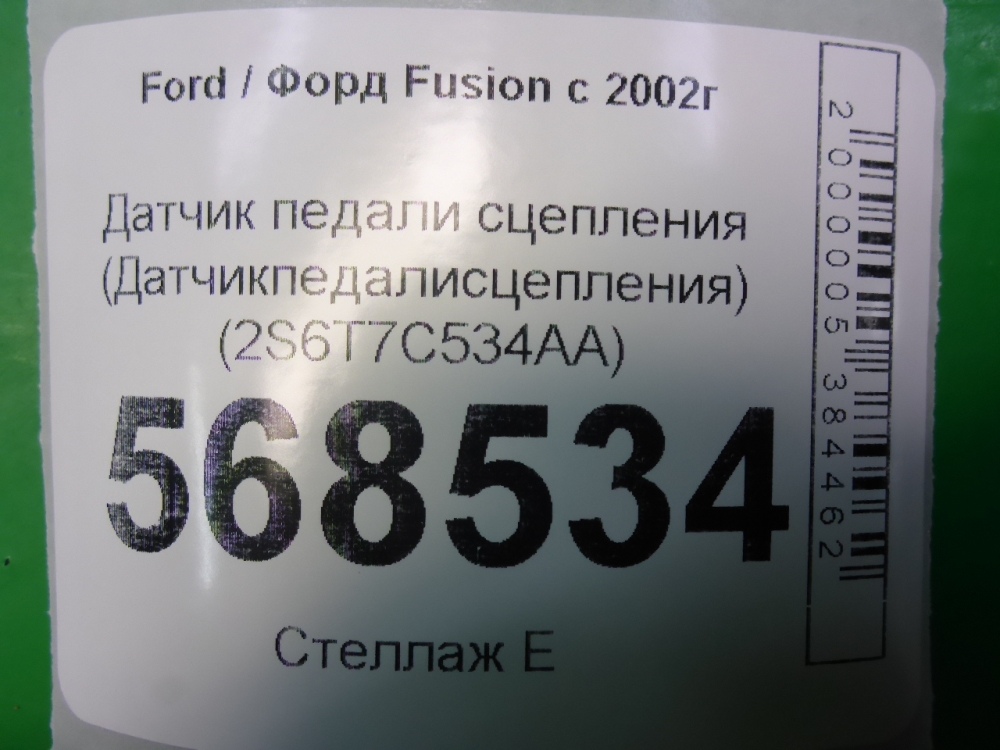 Ford / Форд Fusion с 2002г
Датчик педали сцепления
(Датчикпедалисцепления)
(2S6T7C534AA)
568534
Стеллаж Е
2000005384462